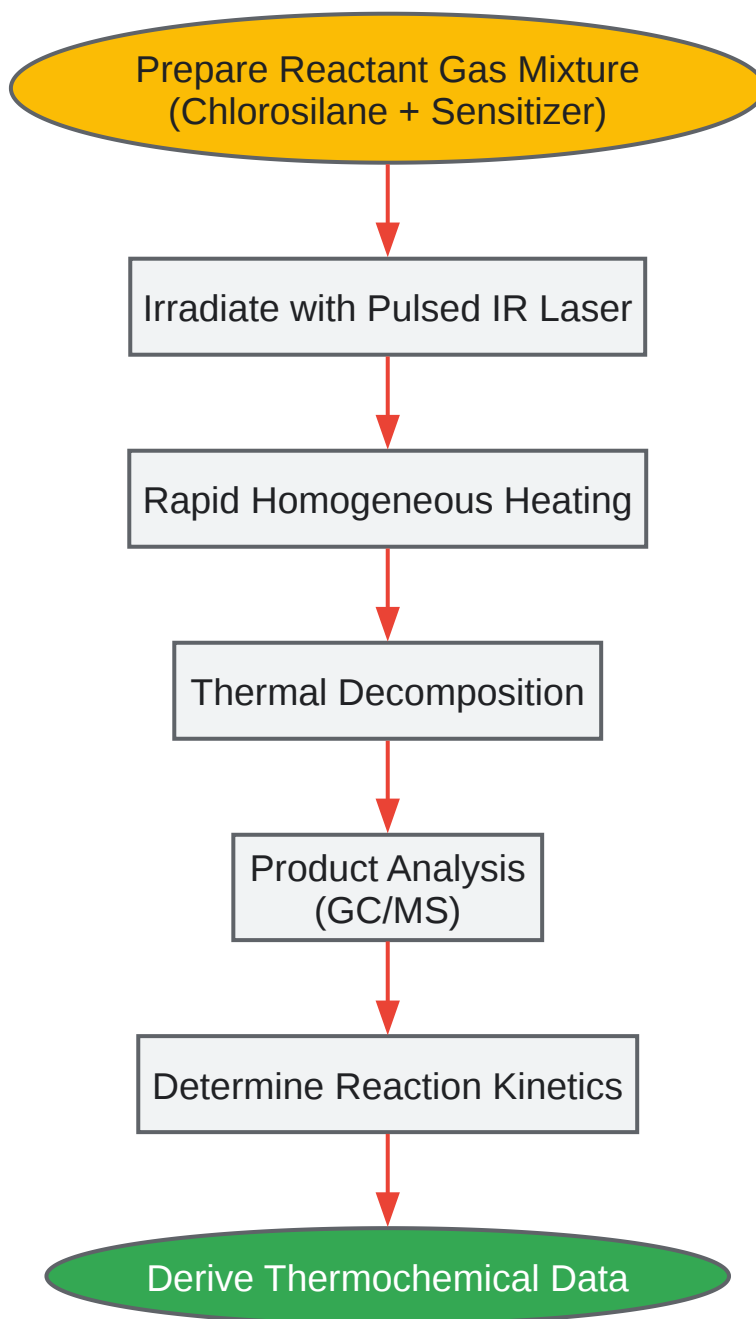 Prepare Reactant Gas Mixture
(Chlorosilane + Sensitizer)
Irradiate with Pulsed IR Laser
Rapid Homogeneous Heating
Thermal Decomposition
Product Analysis
(GC/MS)
Determine Reaction Kinetics
Derive Thermochemical Data